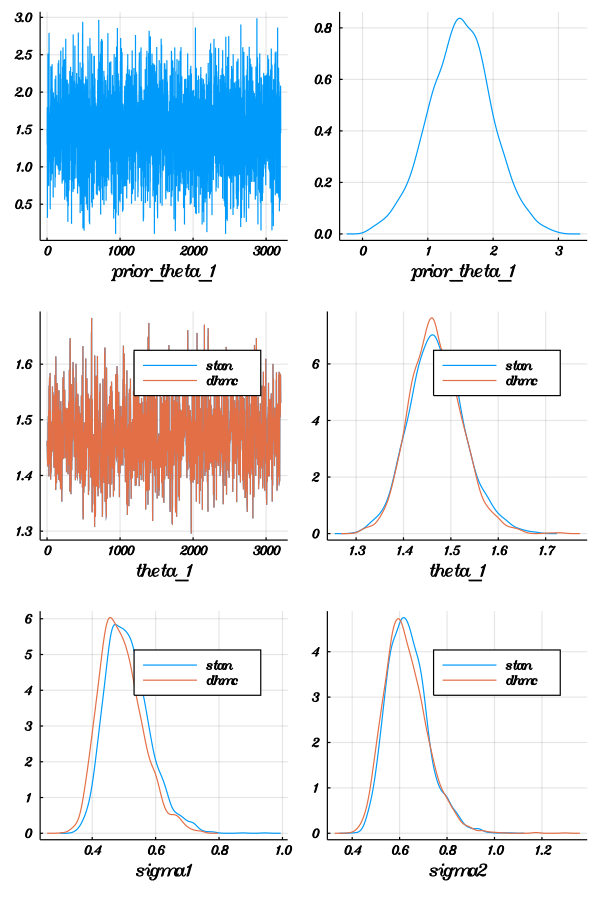 3.0
2.5
2.0
1.5
1.0
0.5
0 1000 2000 3000
prior_theta_1
0.8
0.6
0.4
0.2
0.0
0 1 2 3
prior_theta_1
1.6
1.5
1.4
1.3
stan
dhmc
0 1000 2000 3000
theta_1
6
4
2
0
stan
dhmc
1.3 1.4 1.5 1.6 1.7
theta_1
6
5
4
3
2
1
0
stan
dhmc
0.4 0.6 0.8 1.0
sigma1
4
3
2
1
0
stan
dhmc
0.4 0.6 0.8 1.0 1.2
sigma2